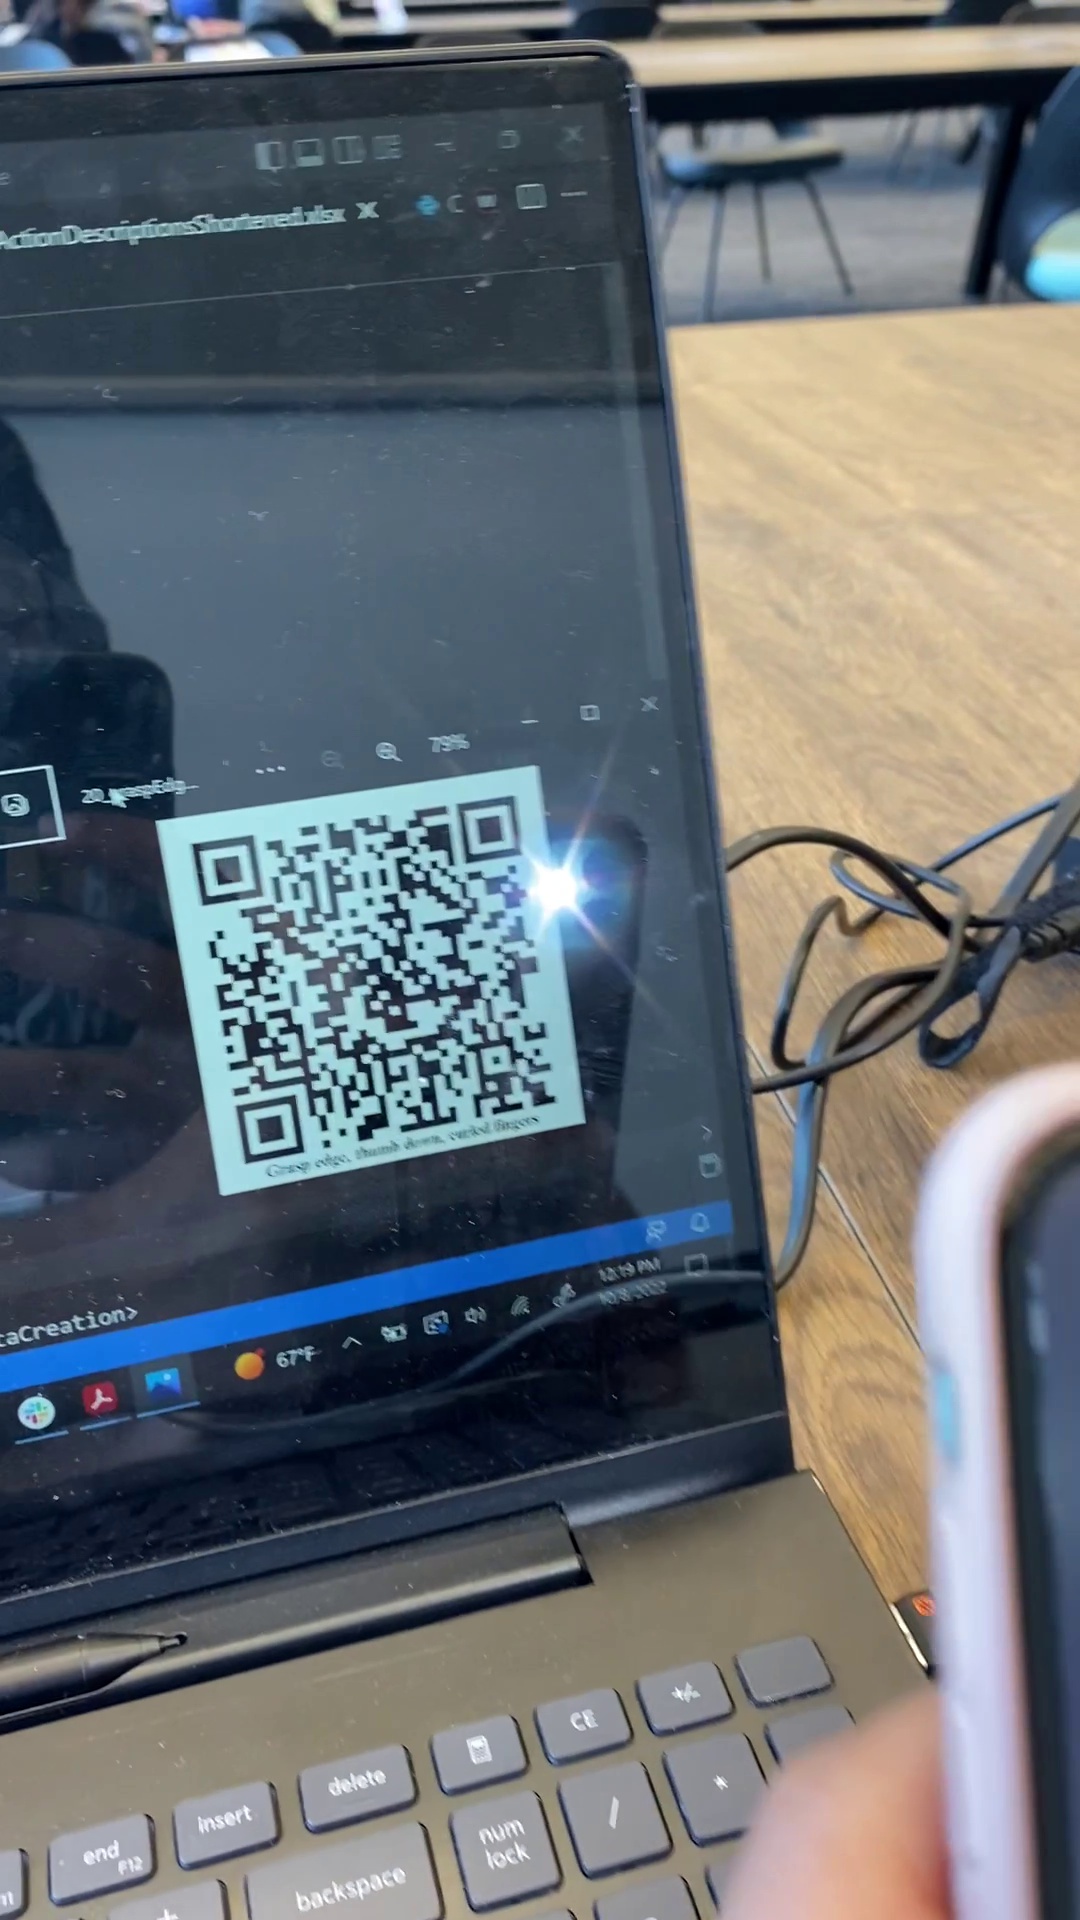 ActionDescriptionsShortened.xlsx
79%
20_graspEdg...
Grasp edge, thumb down, curled fingers
12:19 PM
taCreation>
67°F
CE
+/-
delete
*
insert
/
num
lock
end
F12
backspace